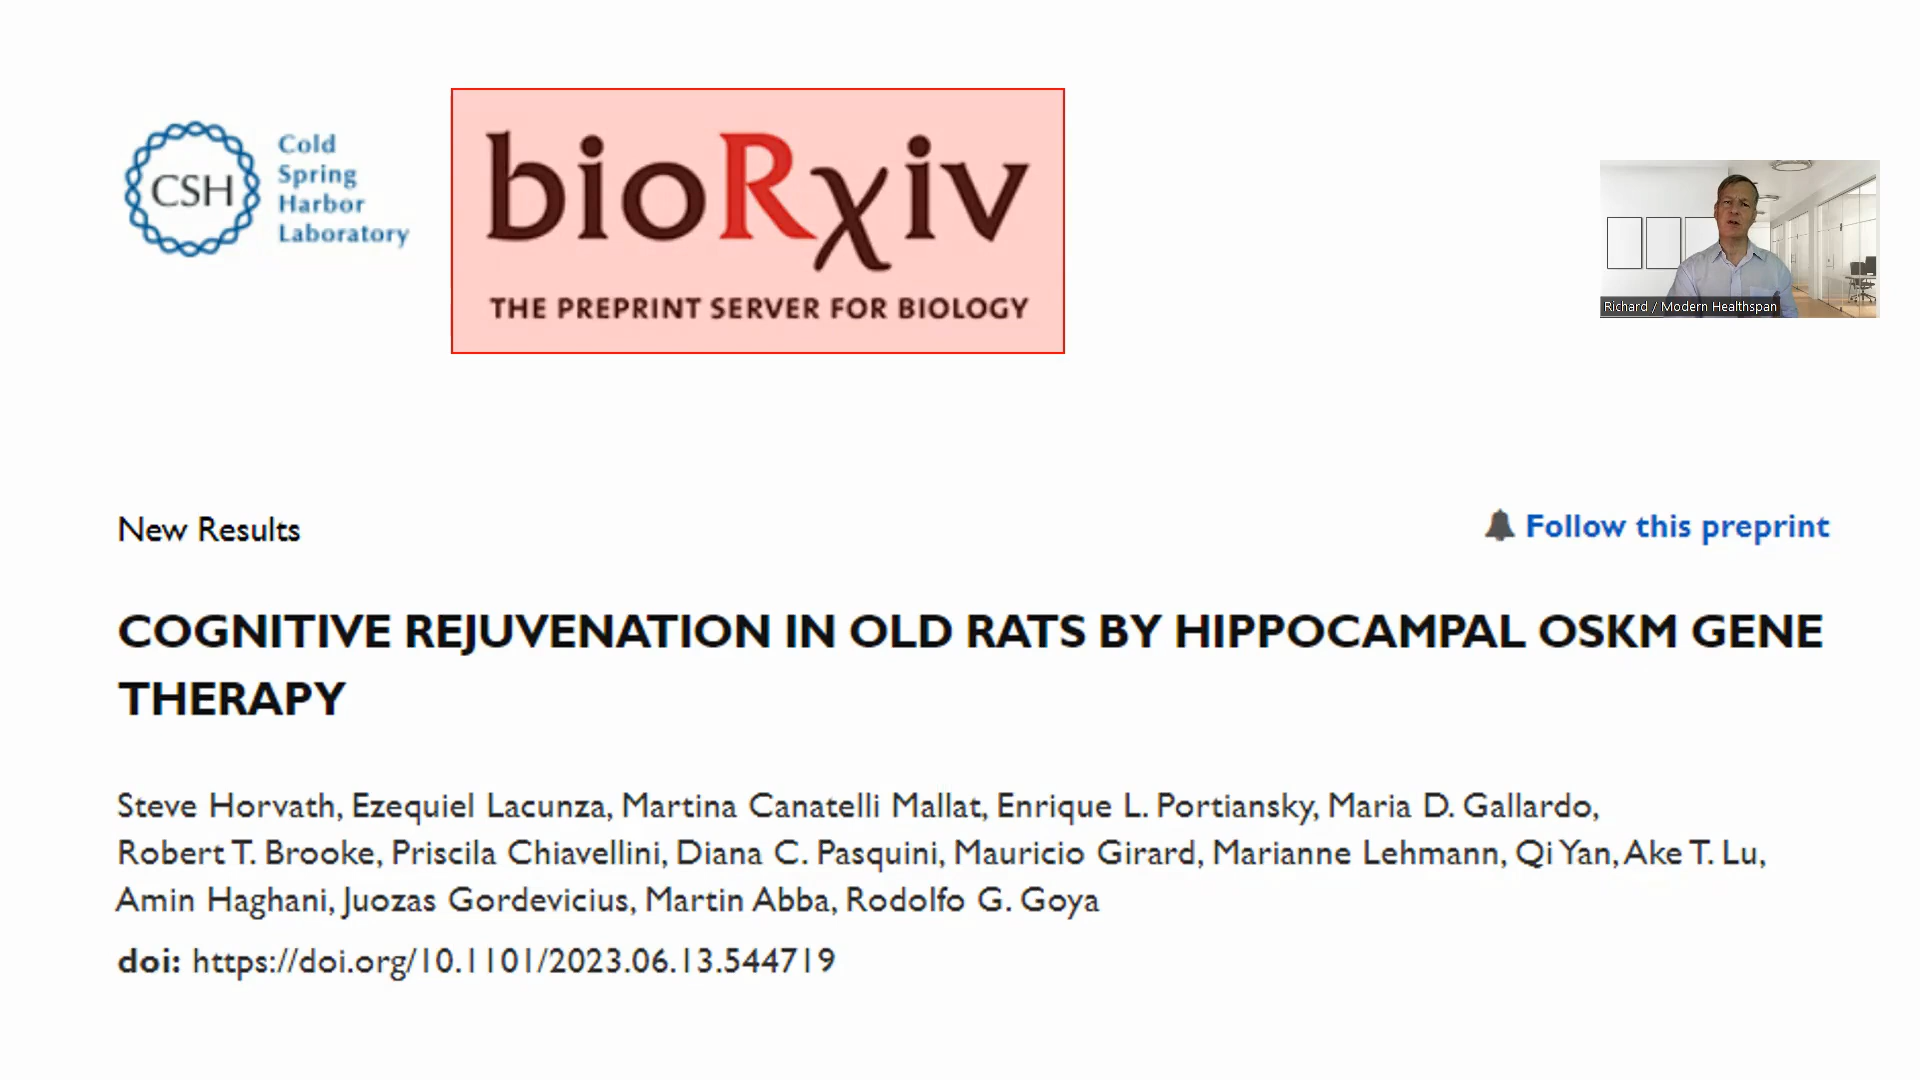 CSH
Cold
Spring
Harbor
Laboratory
bioRχiv
THE PREPRINT SERVER FOR BIOLOGY
Richard / Modern Healthspan
New Results
Follow this preprint
COGNITIVE REJUVENATION IN OLD RATS BY HIPPOCAMPAL OSKM GENE
THERAPY
Steve Horvath, Ezequiel Lacunza, Martina Canatelli Mallat, Enrique L. Portiansky, Maria D. Gallardo,
Robert T. Brooke, Priscila Chiavellini, Diana C. Pasquini, Mauricio Girard, Marianne Lehmann, Qi Yan, Ake T. Lu,
Amin Haghani, Juozas Gordevicius, Martin Abba, Rodolfo G. Goya
doi: https://doi.org/10.1101/2023.06.13.544719